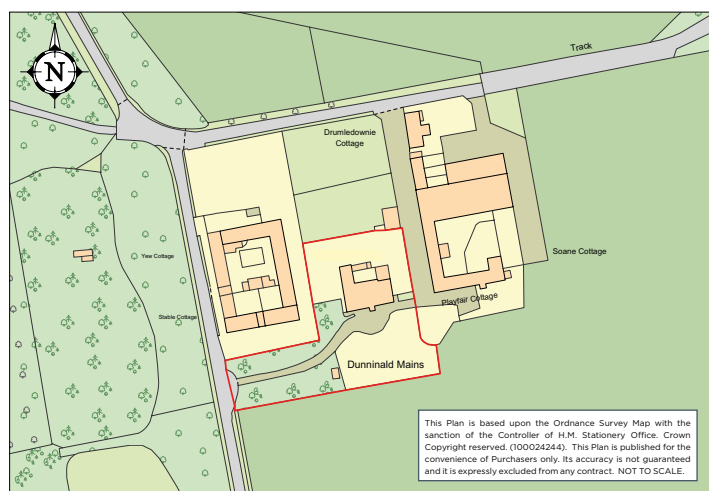 N
Track
Drumledownie
Cottage
Yew Cottage
Soane Cottage
Playfair Cottage
Stable Cottage
Dunninald Mains
This Plan is based upon the Ordnance Survey Map with the
sanction of the Controller of H.M. Stationery Office. Crown
Copyright reserved. (100024244). This Plan is published for the
convenience of Purchasers only. Its accuracy is not guaranteed
and it is expressly excluded from any contract. NOT TO SCALE.